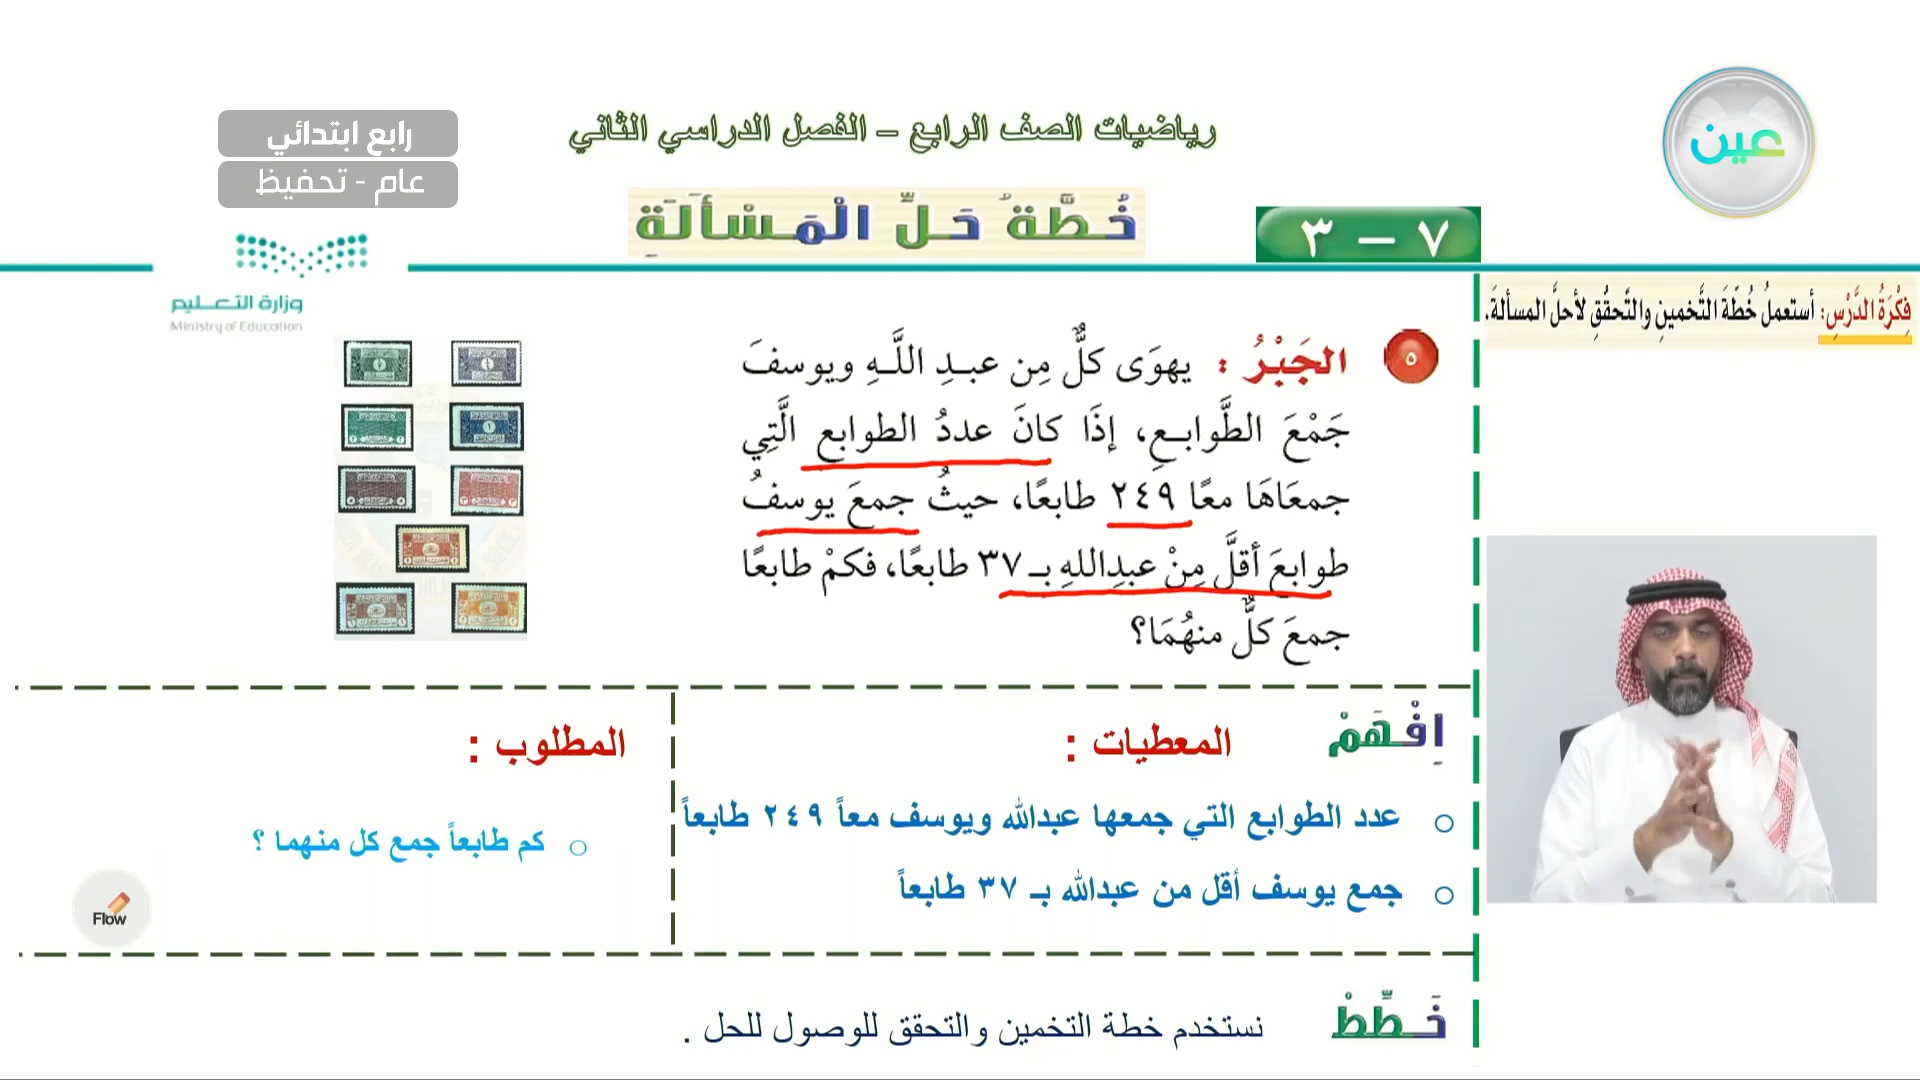 رياضيات الصف الرابع – الفصل الدراسي الثاني
عين
رابع ابتدائي
عام - تحفيظ
٧ – ٣
خُطَّةُ حَلِّ الْمَسْأَلَةِ
وزارة التعليم
Ministry of Education
فِكْرَةُ الدَّرْسِ: أستعملُ خُطَّةَ التَّخمينِ والتَّحقُّقِ لأحلَّ المسألةَ.
٥ الجَبْرُ : يهوَى كلٌّ مِن عبدِ اللَّهِ ويوسفَ
جَمْعَ الطَّوابعِ، إذَا كانَ عددُ الطوابعِ الَّتِي
جمعَاهَا معًا ٢٤٩ طابعًا، حيثُ جمعَ يوسفُ
طوابعَ أقلَّ مِنْ عبدِاللهِ بـ ٣٧ طابعًا، فكمْ طابعًا
جمعَ كلٌّ منهُمَا؟
اِفْهَمْ
المعطيات :
عدد الطوابع التي جمعها عبدالله ويوسف معاً ٢٤٩ طابعاً
جمع يوسف أقل من عبدالله بـ ٣٧ طابعاً
المطلوب :
كم طابعاً جمع كل منهما ؟
Flow
خَطِّطْ
نستخدم خطة التخمين والتحقق للوصول للحل .